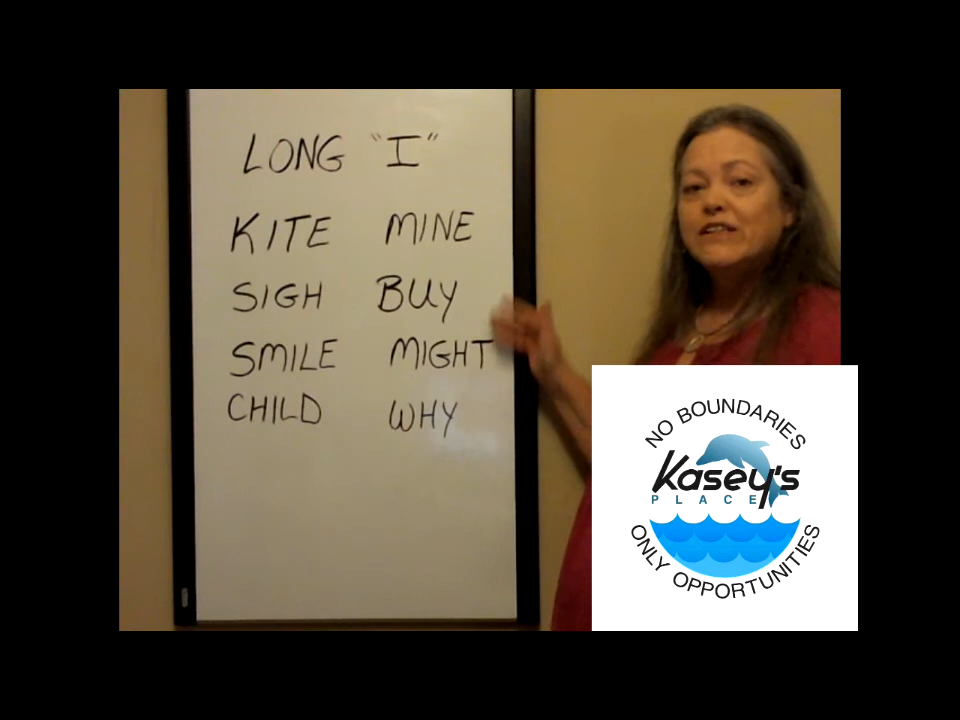 LONG "I"
KITE MINE
SIGH BUY
SMILE MIGHT
CHILD WHY
NO BOUNDARIES
Kasey's
PLACE
ONLY OPPORTUNITIES